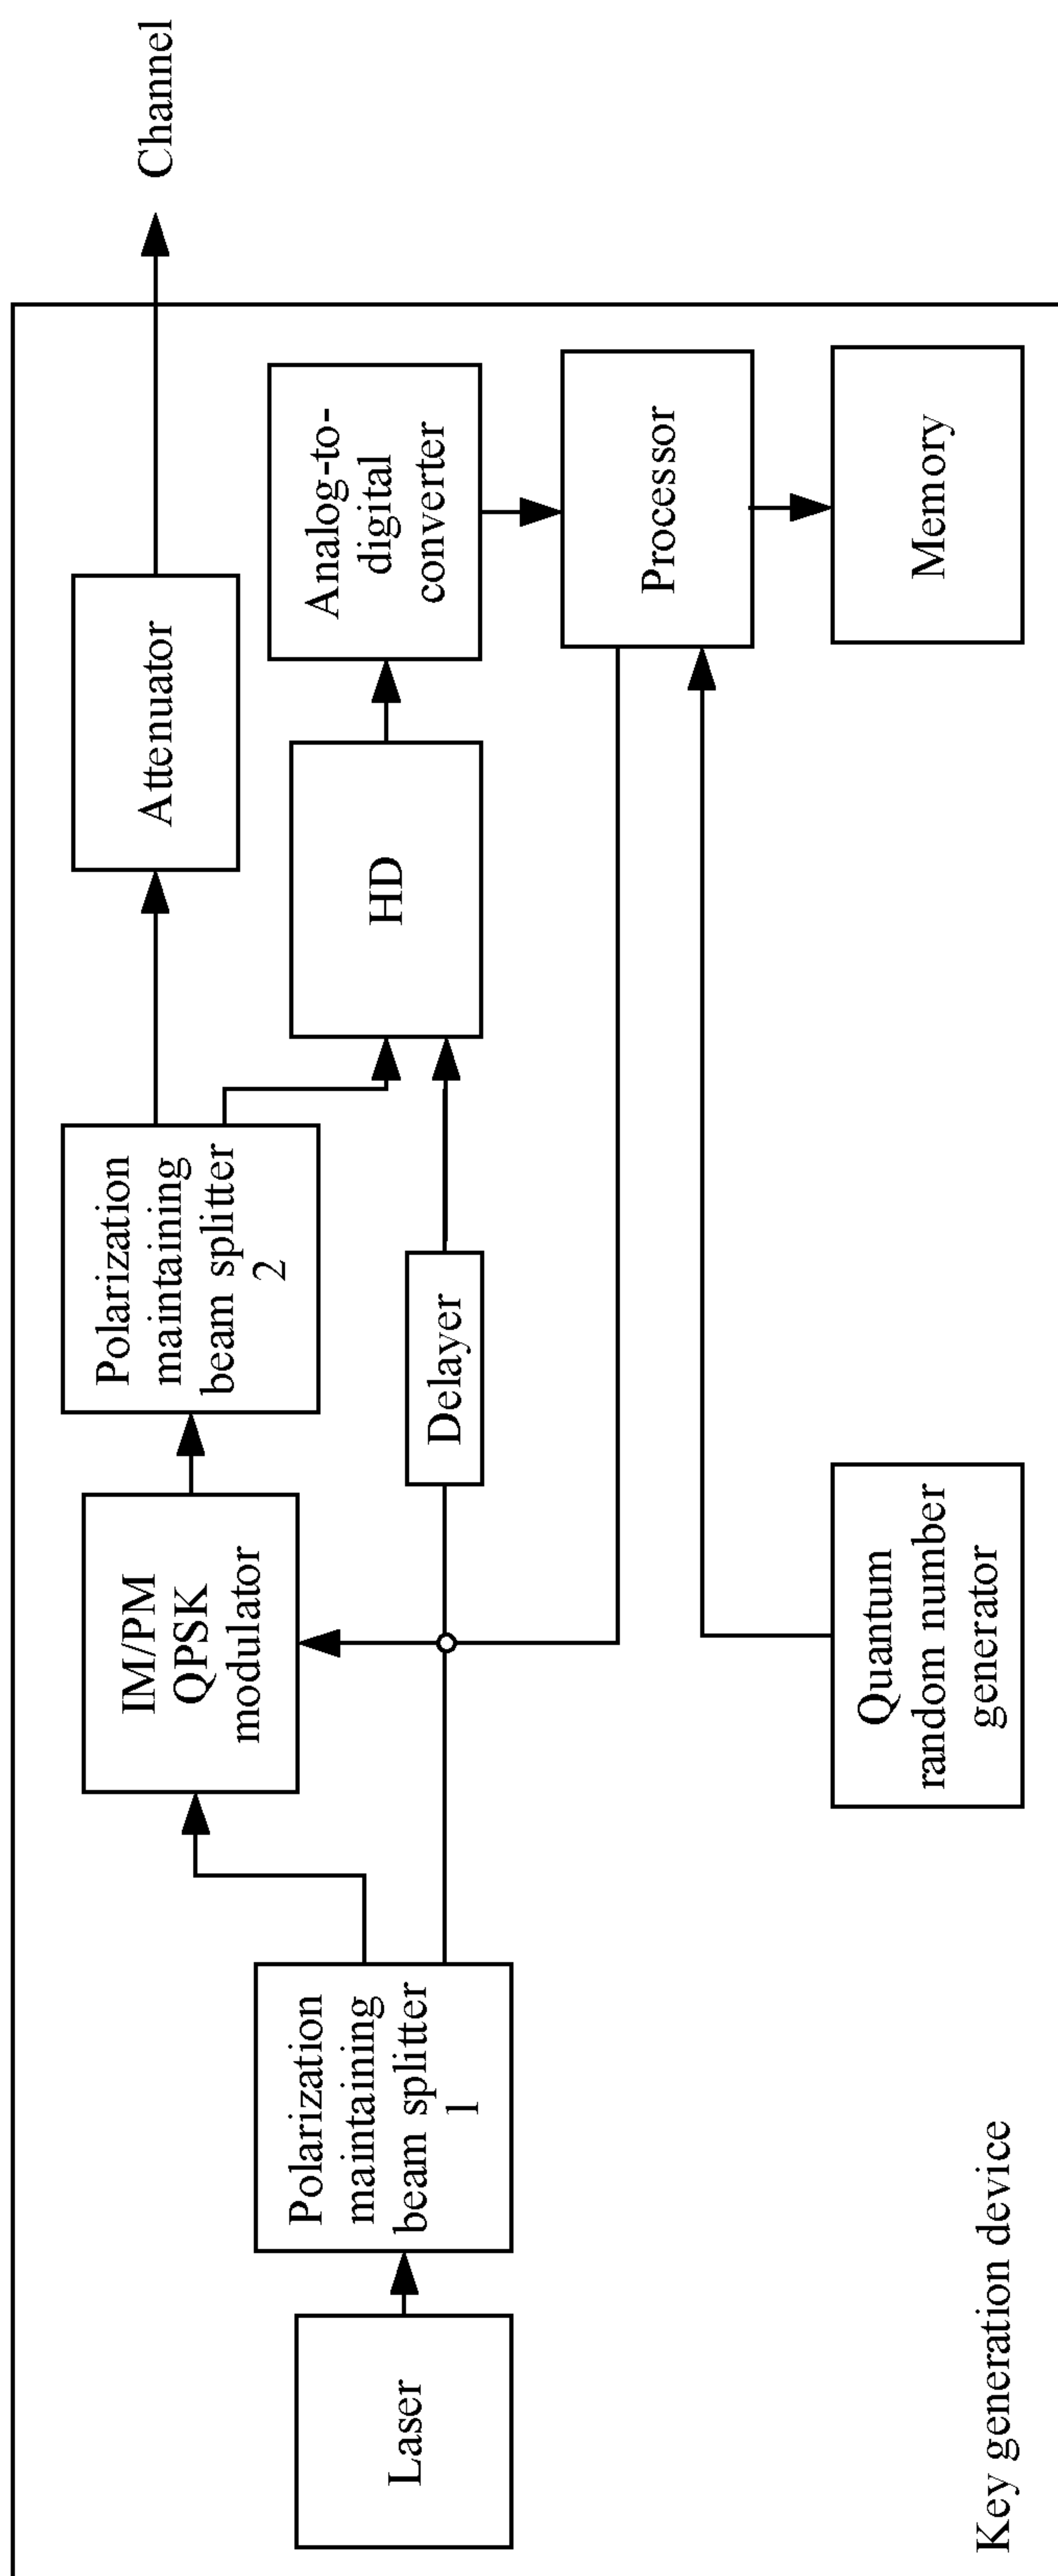 Channel
Attenuator
Polarization
maintaining
beam splitter
2
IM/PM
QPSK
modulator
Analog-to-
digital
converter
HD
Delayer
Polarization
maintaining
beam splitter
1
Laser
Processor
Memory
Quantum
random number
generator
Key generation device